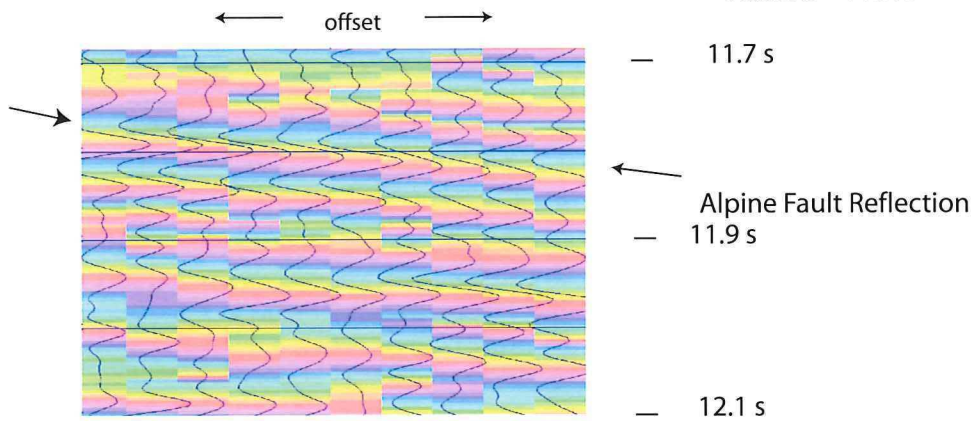 offset
11.7 s
Alpine Fault Reflection
11.9 s
12.1 s